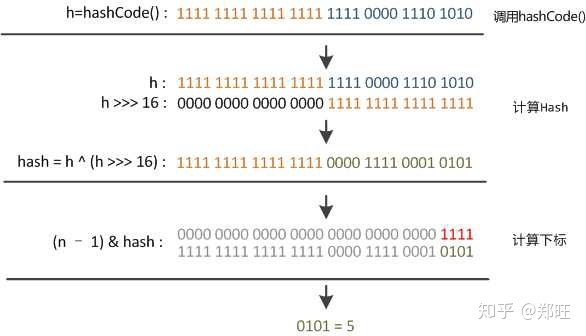 h=hashCode() : 1111 1111 1111 1111 1111 0000 1110 1010 调用hashCode()
h : 1111 1111 1111 1111 1111 0000 1110 1010
h >>> 16 : 0000 0000 0000 0000 1111 1111 1111 1111 计算Hash
hash = h ^ (h >>> 16) : 1111 1111 1111 1111 0000 1111 0001 0101
0000 0000 0000 0000 0000 0000 0000 1111
(n – 1) & hash : 1111 1111 1111 1111 0000 1111 0001 0101 计算下标
0101 = 5
知乎 @郑旺